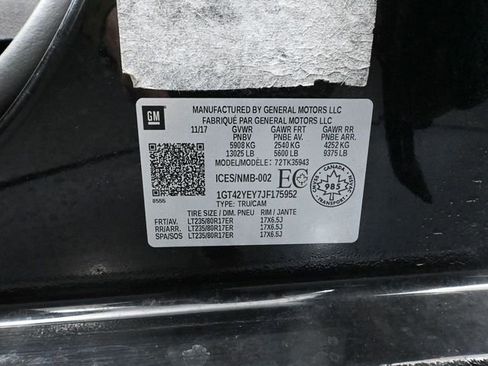 GM
MANUFACTURED BY GENERAL MOTORS LLC
FABRIQUÉ PAR GENERAL MOTORS LLC
11/17 GVWR GAWR FRT GAWR RR
PNBV PNBE AV. PNBE ARR.
5908 KG 2540 KG 4252 KG
13025 LB 5600 LB 9375 LB
MODEL/MODÈLE: 72TK35943
ICES/NMB-002 EC
CANADA
985
1GT42YEY7JF175952
TYPE: TRU/CAM
TIRE SIZE / DIM. PNEU RIM / JANTE
FRT/AV. LT235/80R17ER 17X6.5J
RR/ARR. LT235/80R17ER 17X6.5J
SPA/SOS LT235/80R17ER 17X6.5J